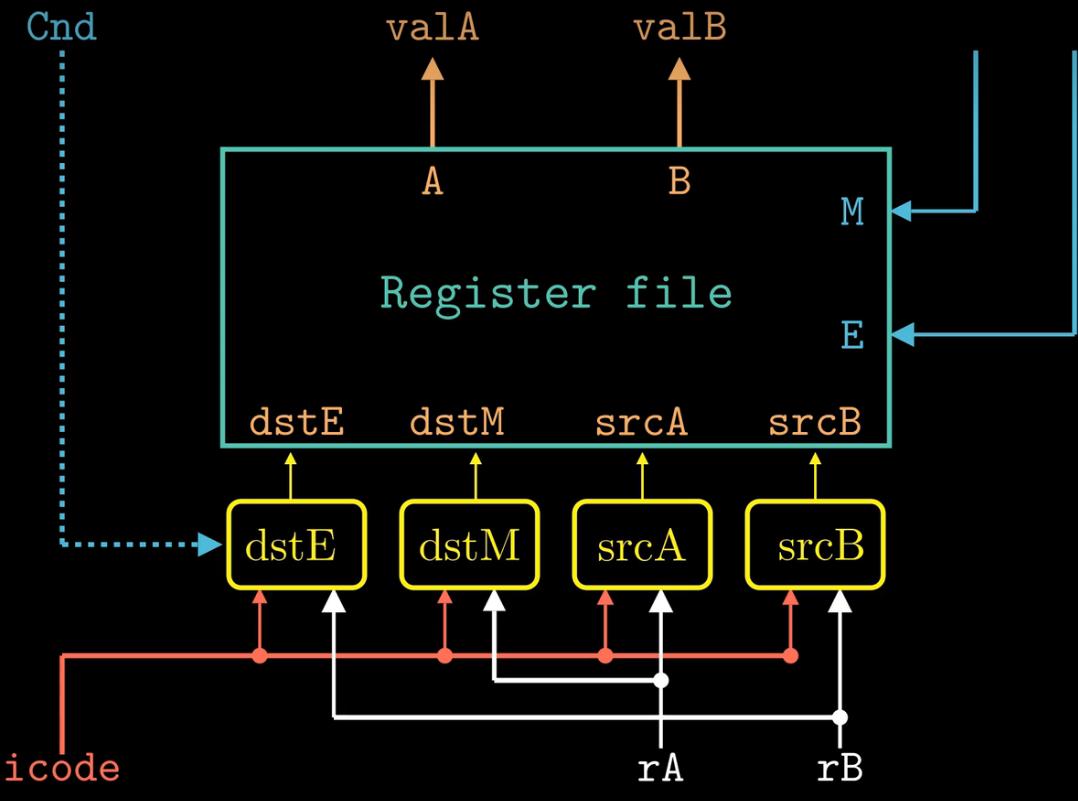 Cnd
valA
valB
A
B
M
Register file
E
dstE
dstM
srcA
srcB
dstE
dstM
srcA
srcB
icode
rA
rB